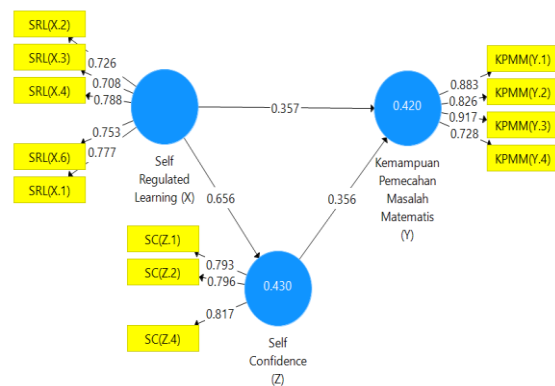 SRL(X.2)
SRL(X.3)
SRL(X.4)
SRL(X.6)
SRL(X.1)
0.726
0.708
0.788
0.753
0.777
Self
Regulated
Learning (X)
0.357
0.656
0.356
KPMM(Y.1)
KPMM(Y.2)
KPMM(Y.3)
KPMM(Y.4)
0.883
0.826
0.917
0.728
0.420
Kemampuan
Pemecahan
Masalah
Matematis
(Y)
SC(Z.1)
SC(Z.2)
SC(Z.4)
0.793
0.796
0.817
0.430
Self
Confidence
(Z)